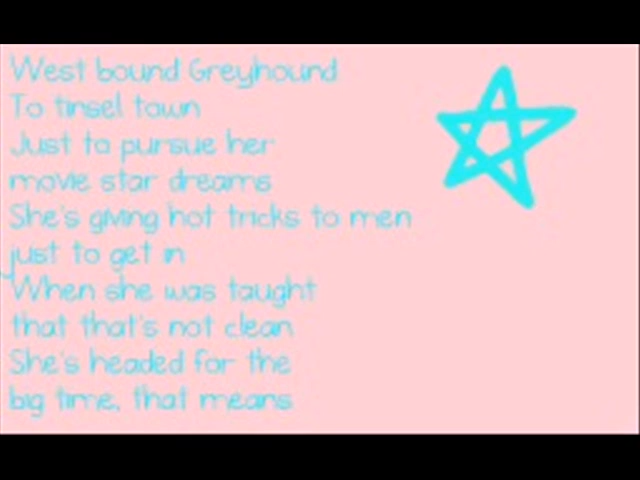 West bound Greyhound
To tinsel town
Just to pursue her
movie star dreams
She's giving hot tricks to men
just to get in
When she was taught
that that's not clean
She's headed for the
big time, that means